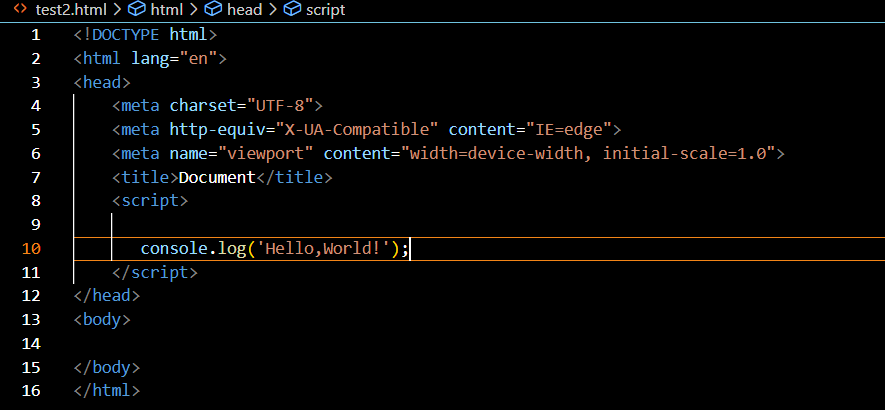 test2.html > html > head > script
1 <!DOCTYPE html>
2 <html lang="en">
3 <head>
4 <meta charset="UTF-8">
5 <meta http-equiv="X-UA-Compatible" content="IE=edge">
6 <meta name="viewport" content="width=device-width, initial-scale=1.0">
7 <title>Document</title>
8 <script>
9
10 console.log('Hello,World!');
11 </script>
12 </head>
13 <body>
14
15 </body>
16 </html>